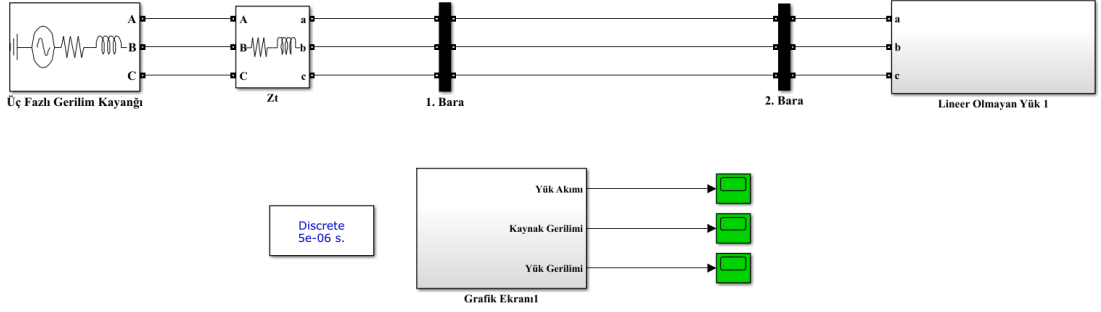 A A a a
B B b b
C C c c
Üç Fazlı Gerilim Kayanğı
Zt
1. Bara
2. Bara
Lineer Olmayan Yük 1
Discrete
5e-06 s.
Yük Akımı
Kaynak Gerilimi
Yük Gerilimi
Grafik Ekranı1